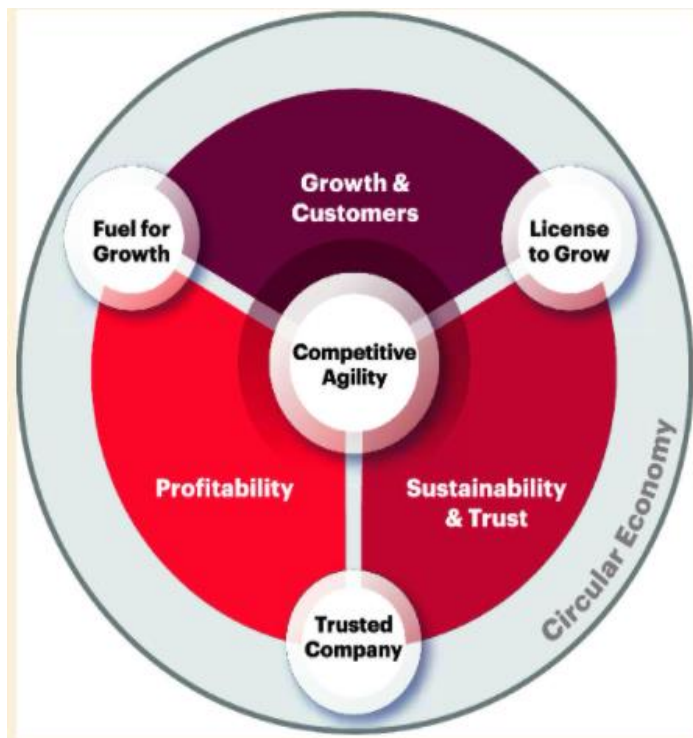 Growth &
Customers
Fuel for
Growth
License
to Grow
Competitive
Agility
Profitability
Sustainability
& Trust
Trusted
Company
Circular Economy